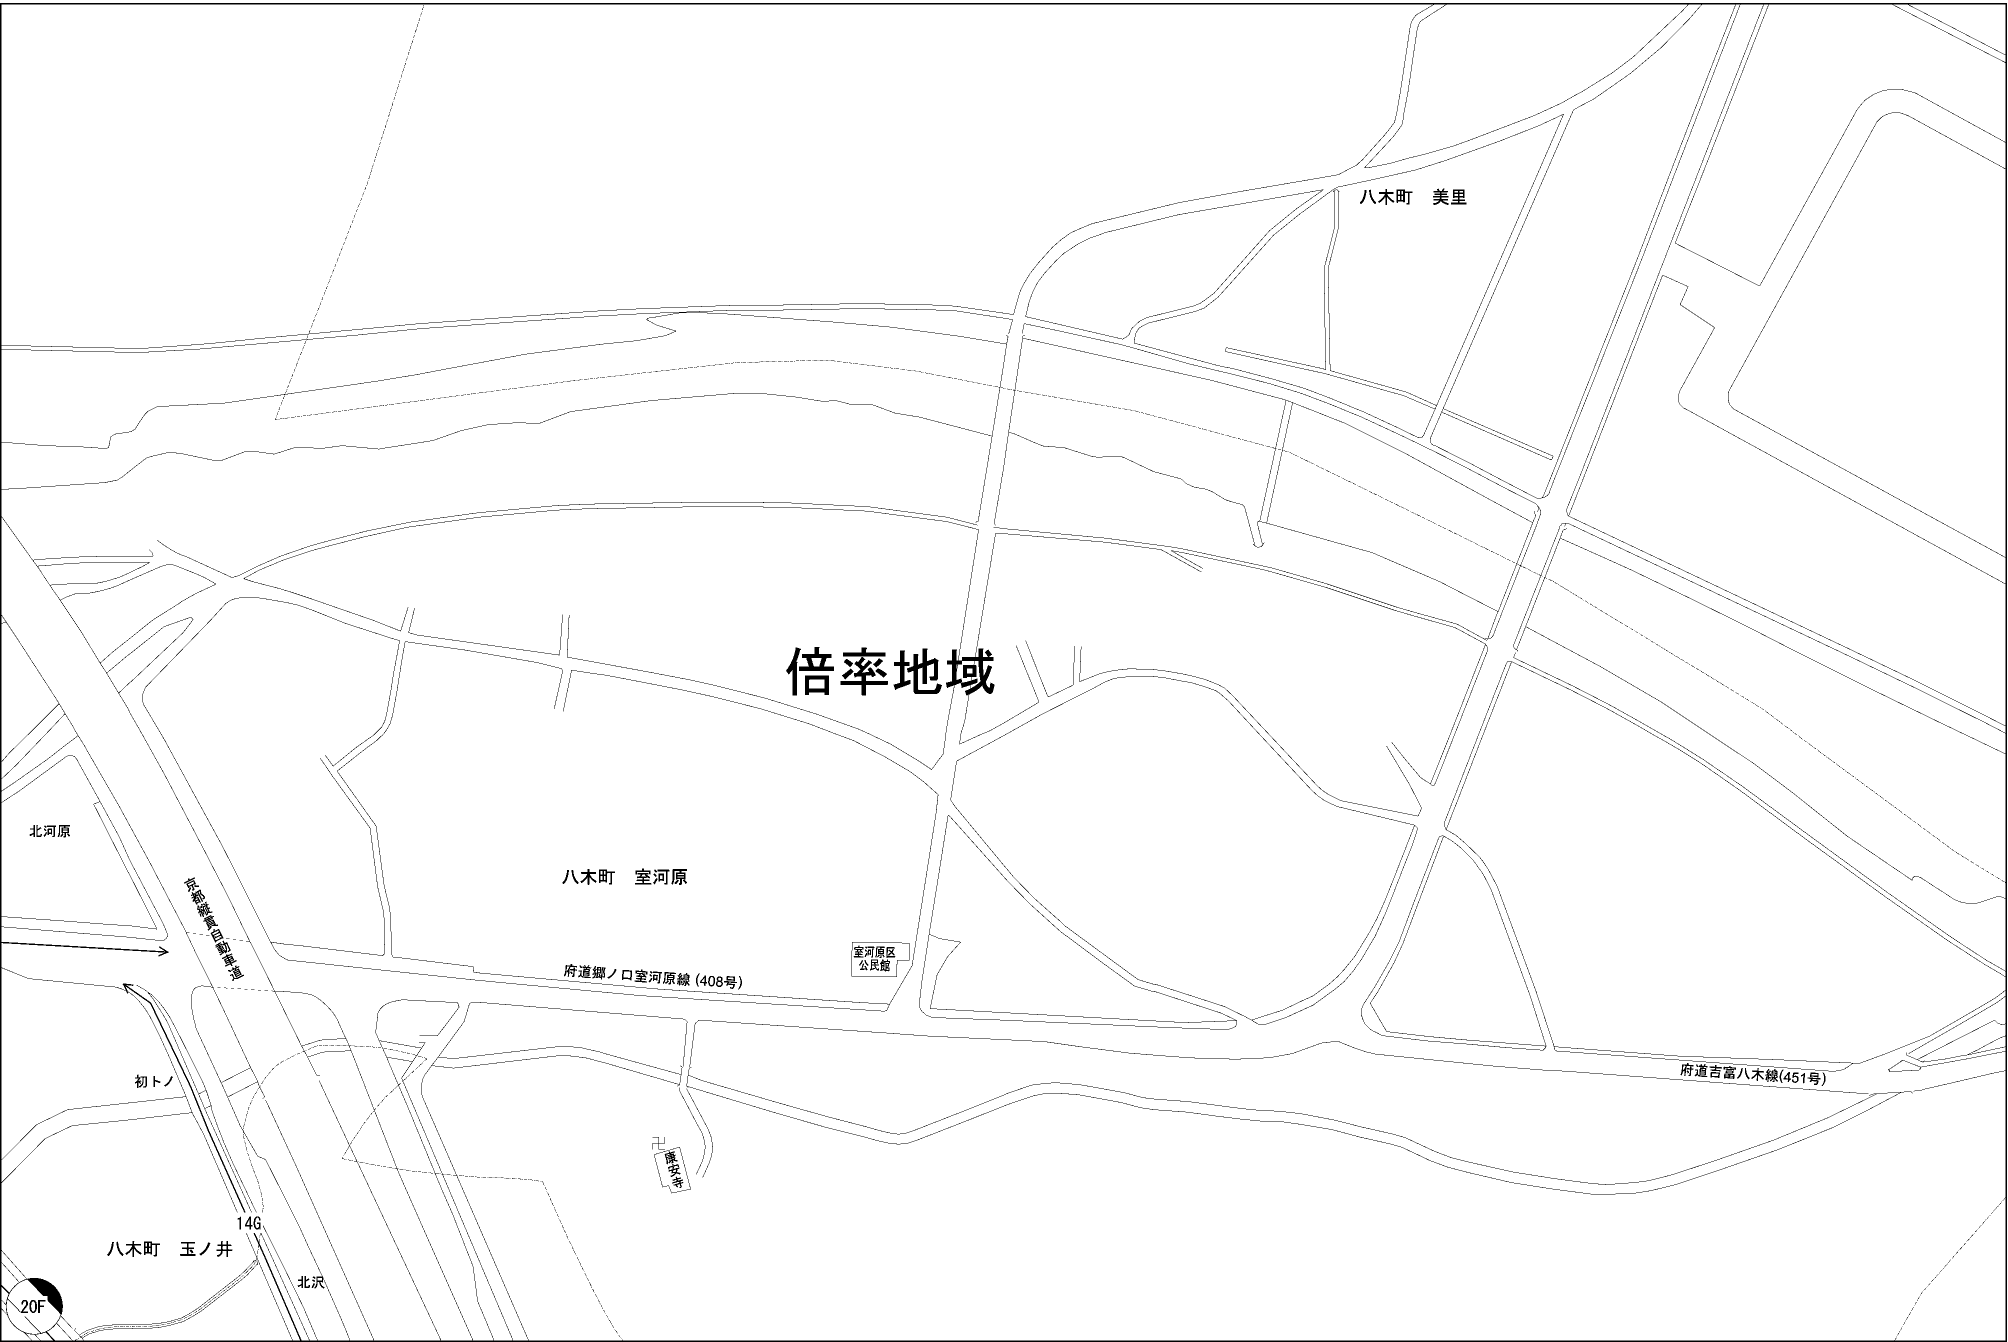 八木町　美里
倍率地域
北河原
京都縦貫自動車道
八木町　室河原
室河原区
公民館
府道郷ノ口室河原線 (408号)
初トノ
府道吉富八木線(451号)
卍
康安寺
14G
八木町　玉ノ井
北沢
20F